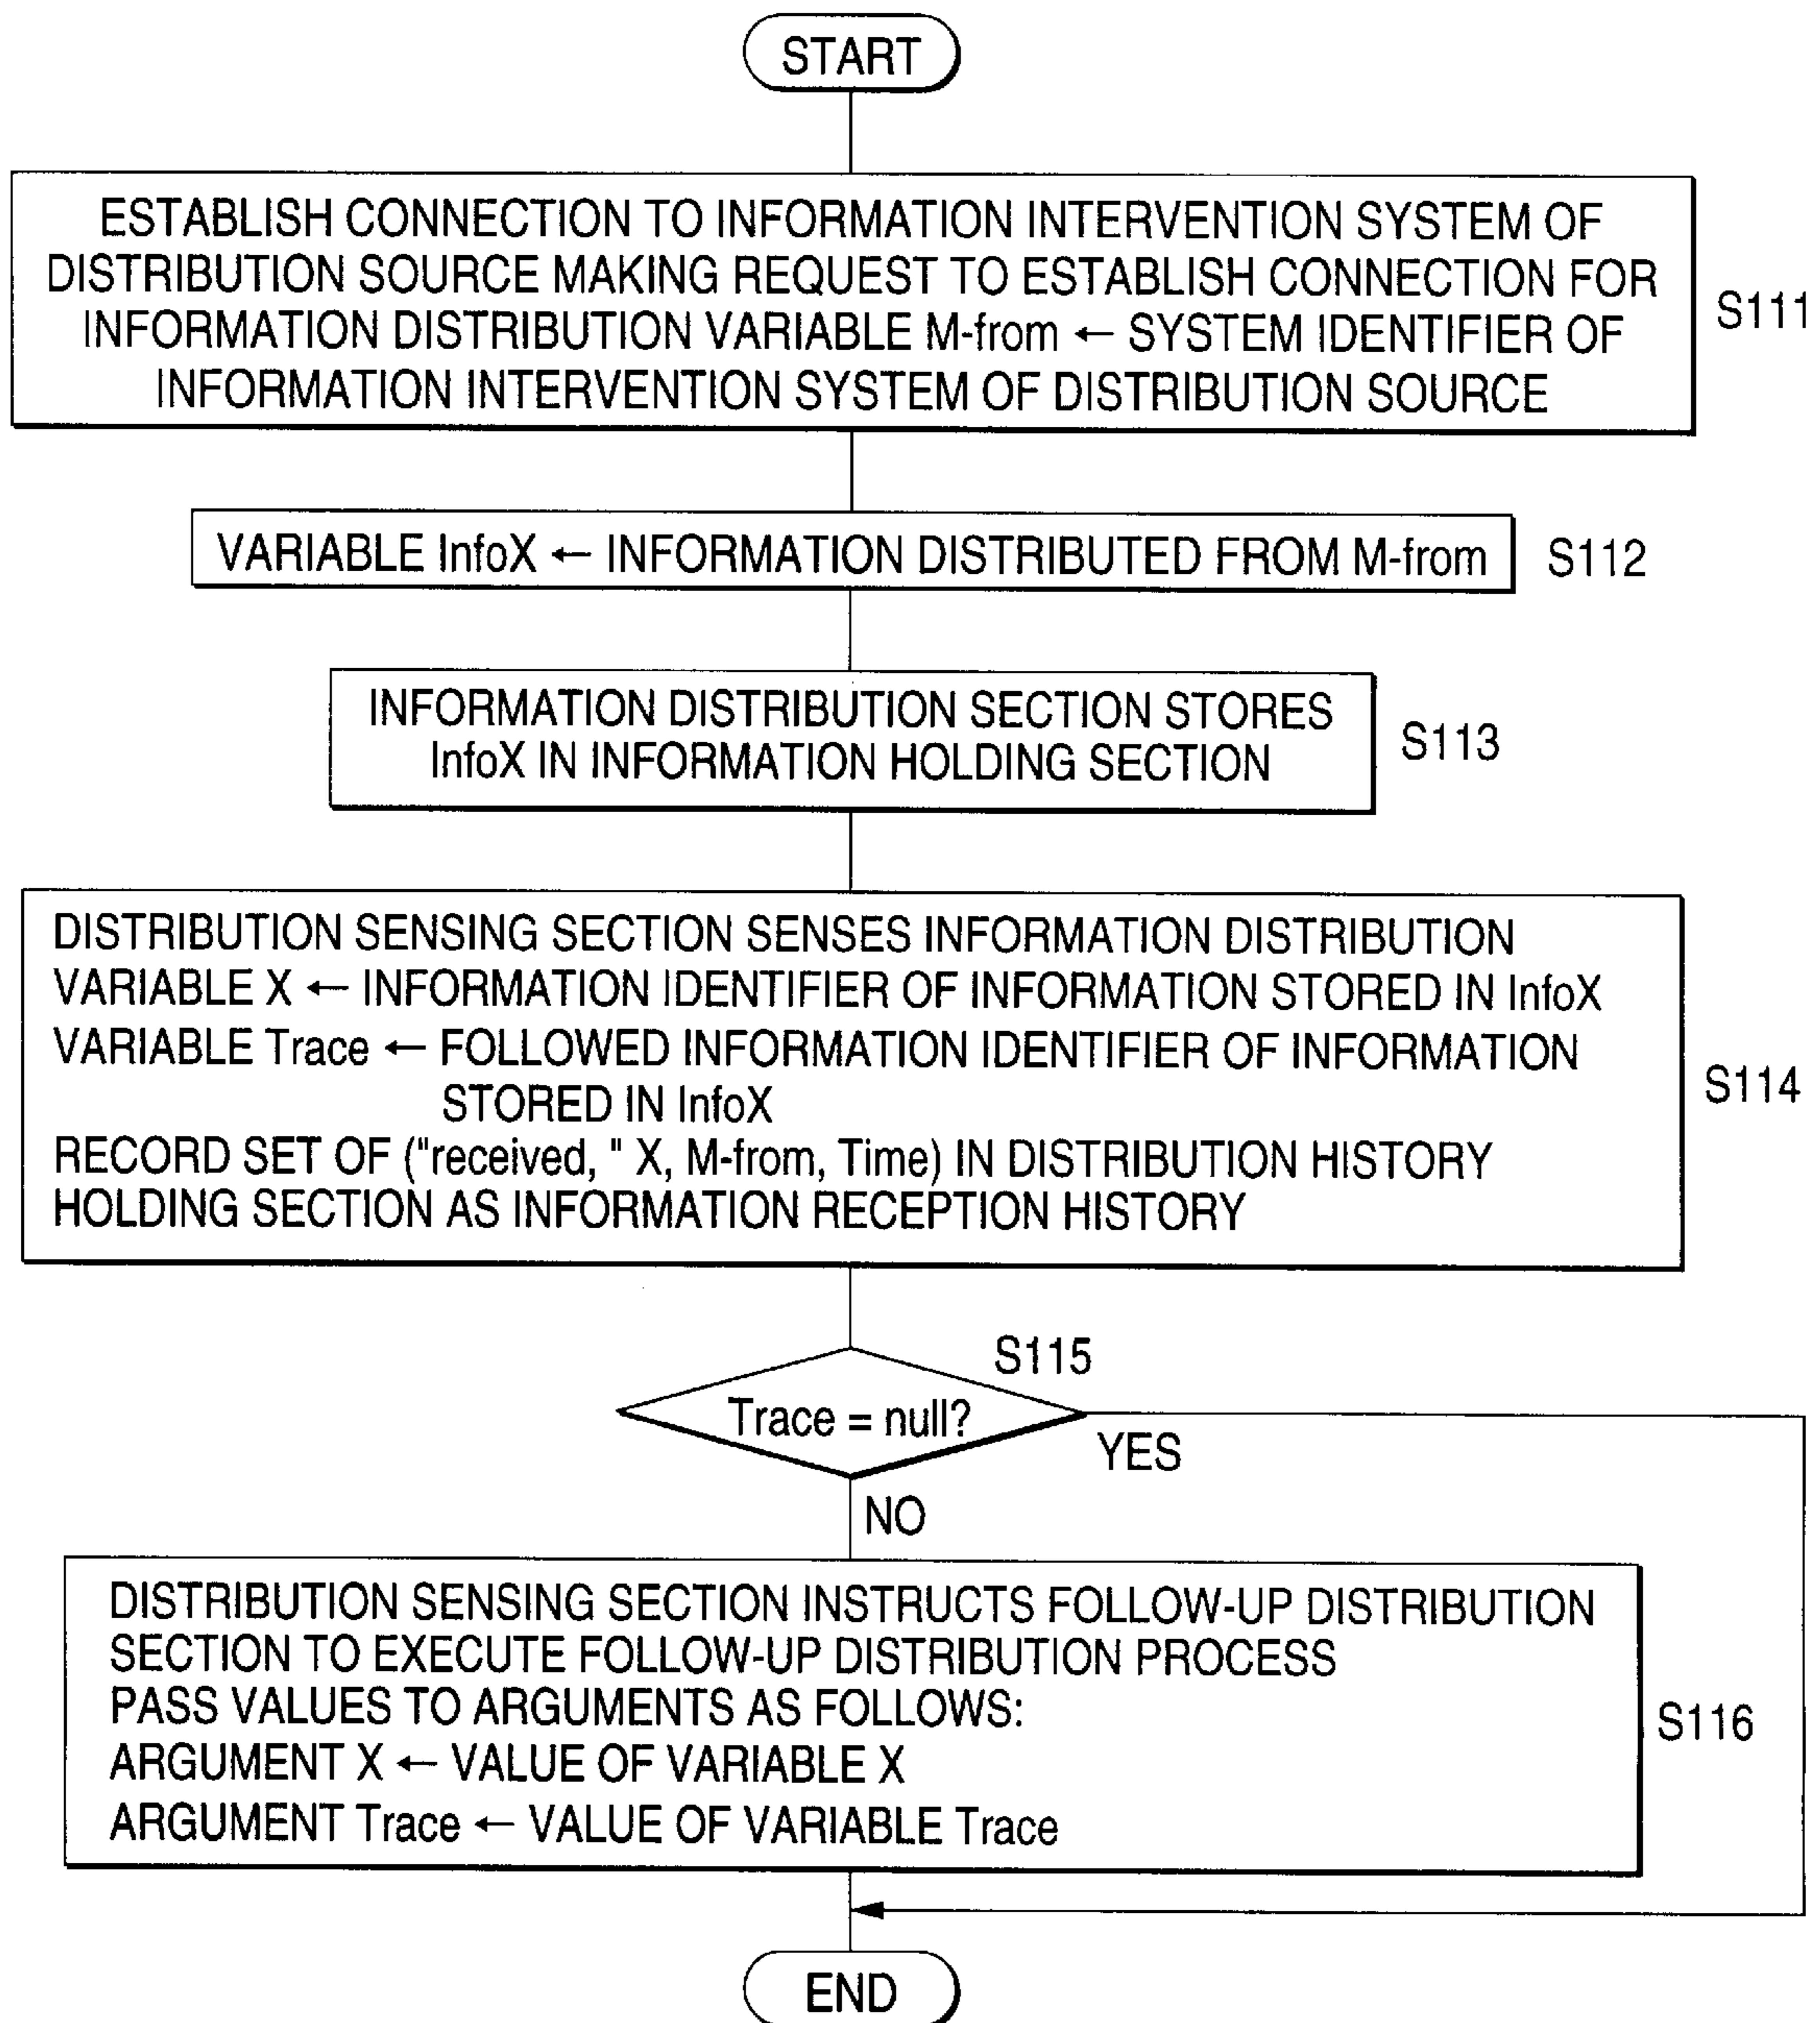 START
ESTABLISH CONNECTION TO INFORMATION INTERVENTION SYSTEM OF
DISTRIBUTION SOURCE MAKING REQUEST TO ESTABLISH CONNECTION FOR
INFORMATION DISTRIBUTION VARIABLE M-from ← SYSTEM IDENTIFIER OF
INFORMATION INTERVENTION SYSTEM OF DISTRIBUTION SOURCE
S111
VARIABLE InfoX ← INFORMATION DISTRIBUTED FROM M-from
S112
INFORMATION DISTRIBUTION SECTION STORES
InfoX IN INFORMATION HOLDING SECTION
S113
DISTRIBUTION SENSING SECTION SENSES INFORMATION DISTRIBUTION
VARIABLE X ← INFORMATION IDENTIFIER OF INFORMATION STORED IN InfoX
VARIABLE Trace ← FOLLOWED INFORMATION IDENTIFIER OF INFORMATION
STORED IN InfoX
RECORD SET OF ("received, " X, M-from, Time) IN DISTRIBUTION HISTORY
HOLDING SECTION AS INFORMATION RECEPTION HISTORY
S114
S115
Trace = null?
YES
NO
DISTRIBUTION SENSING SECTION INSTRUCTS FOLLOW-UP DISTRIBUTION
SECTION TO EXECUTE FOLLOW-UP DISTRIBUTION PROCESS
PASS VALUES TO ARGUMENTS AS FOLLOWS:
ARGUMENT X ← VALUE OF VARIABLE X
ARGUMENT Trace ← VALUE OF VARIABLE Trace
S116
END